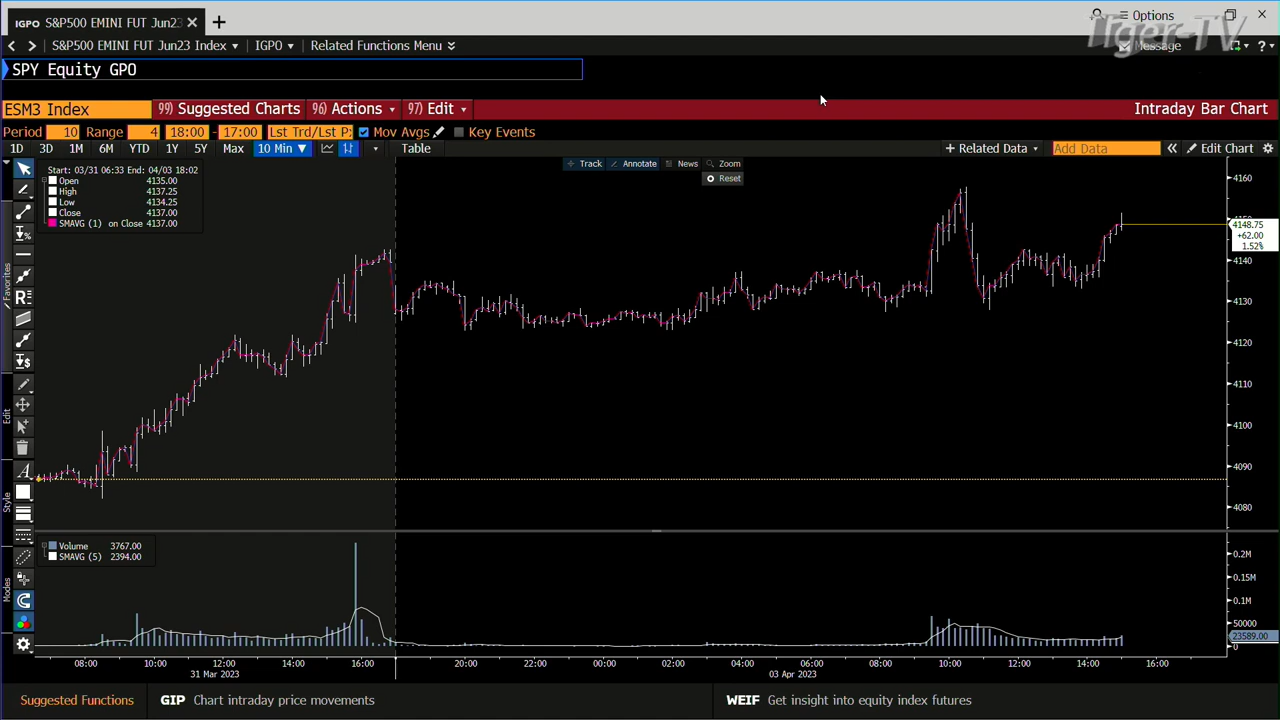 IGPO S&P500 EMINI FUT Jun23 × +
Options
Tiger-TV
S&P500 EMINI FUT Jun23 Index IGPO Related Functions Menu
Message ?
SPY Equity GPO
ESM3 Index 99) Suggested Charts 96) Actions 97) Edit Intraday Bar Chart
Period 10 Range 4 18:00 - 17:00 Lst Trd/Lst P Mov Avgs Key Events
1D 3D 1M 6M YTD 1Y 5Y Max 10 Min ▼ Table + Related Data Add Data « Edit Chart
Track Annotate News Zoom
Reset
Start: 03/31 06:33 End: 04/03 18:02
Open 4135.00
High 4137.25
Low 4134.25
Close 4137.00
SMAVG (1) on Close 4137.00
4160
4150
4148.75
+62.00
1.52%
4140
4130
4120
4110
4100
4090
4080
Favorites
Edit
Style
Modes
Volume 3767.00
SMAVG (5) 2394.00
0.2M
0.15M
0.1M
50000
23589.00
0
08:00 10:00 12:00 14:00 16:00 20:00 22:00 00:00 02:00 04:00 06:00 08:00 10:00 12:00 14:00 16:00
31 Mar 2023 03 Apr 2023
Suggested Functions GIP Chart intraday price movements WEIF Get insight into equity index futures